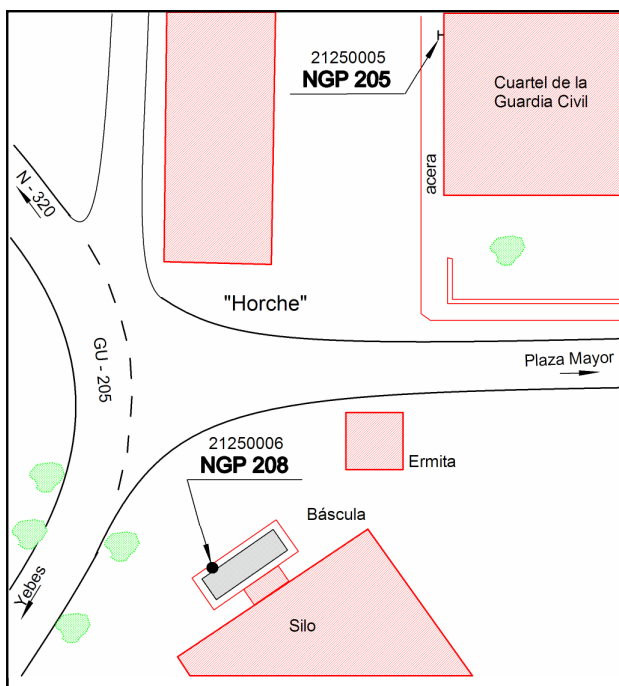 21250005
NGP 205
Cuartel de la
Guardia Civil
acera
N - 320
"Horche"
GU - 205
Plaza Mayor
21250006
NGP 208
Ermita
Báscula
Yebes
Silo